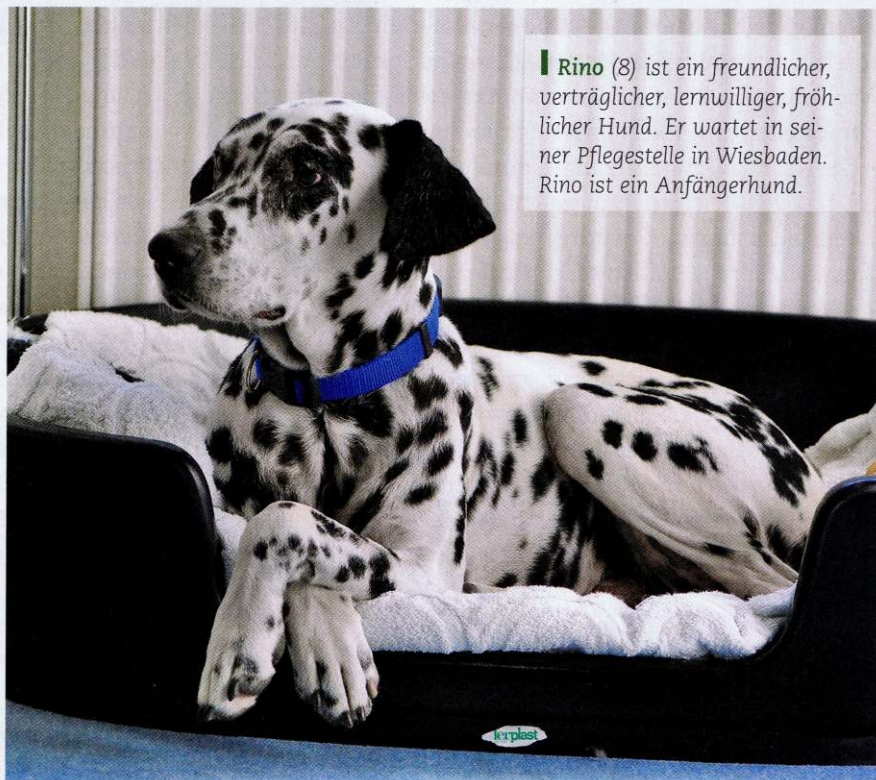 Rino (8) ist ein freundlicher,
verträglicher, lernwilliger, fröh-
licher Hund. Er wartet in sei-
ner Pflegestelle in Wiesbaden.
Rino ist ein Anfängerhund.
ferplast